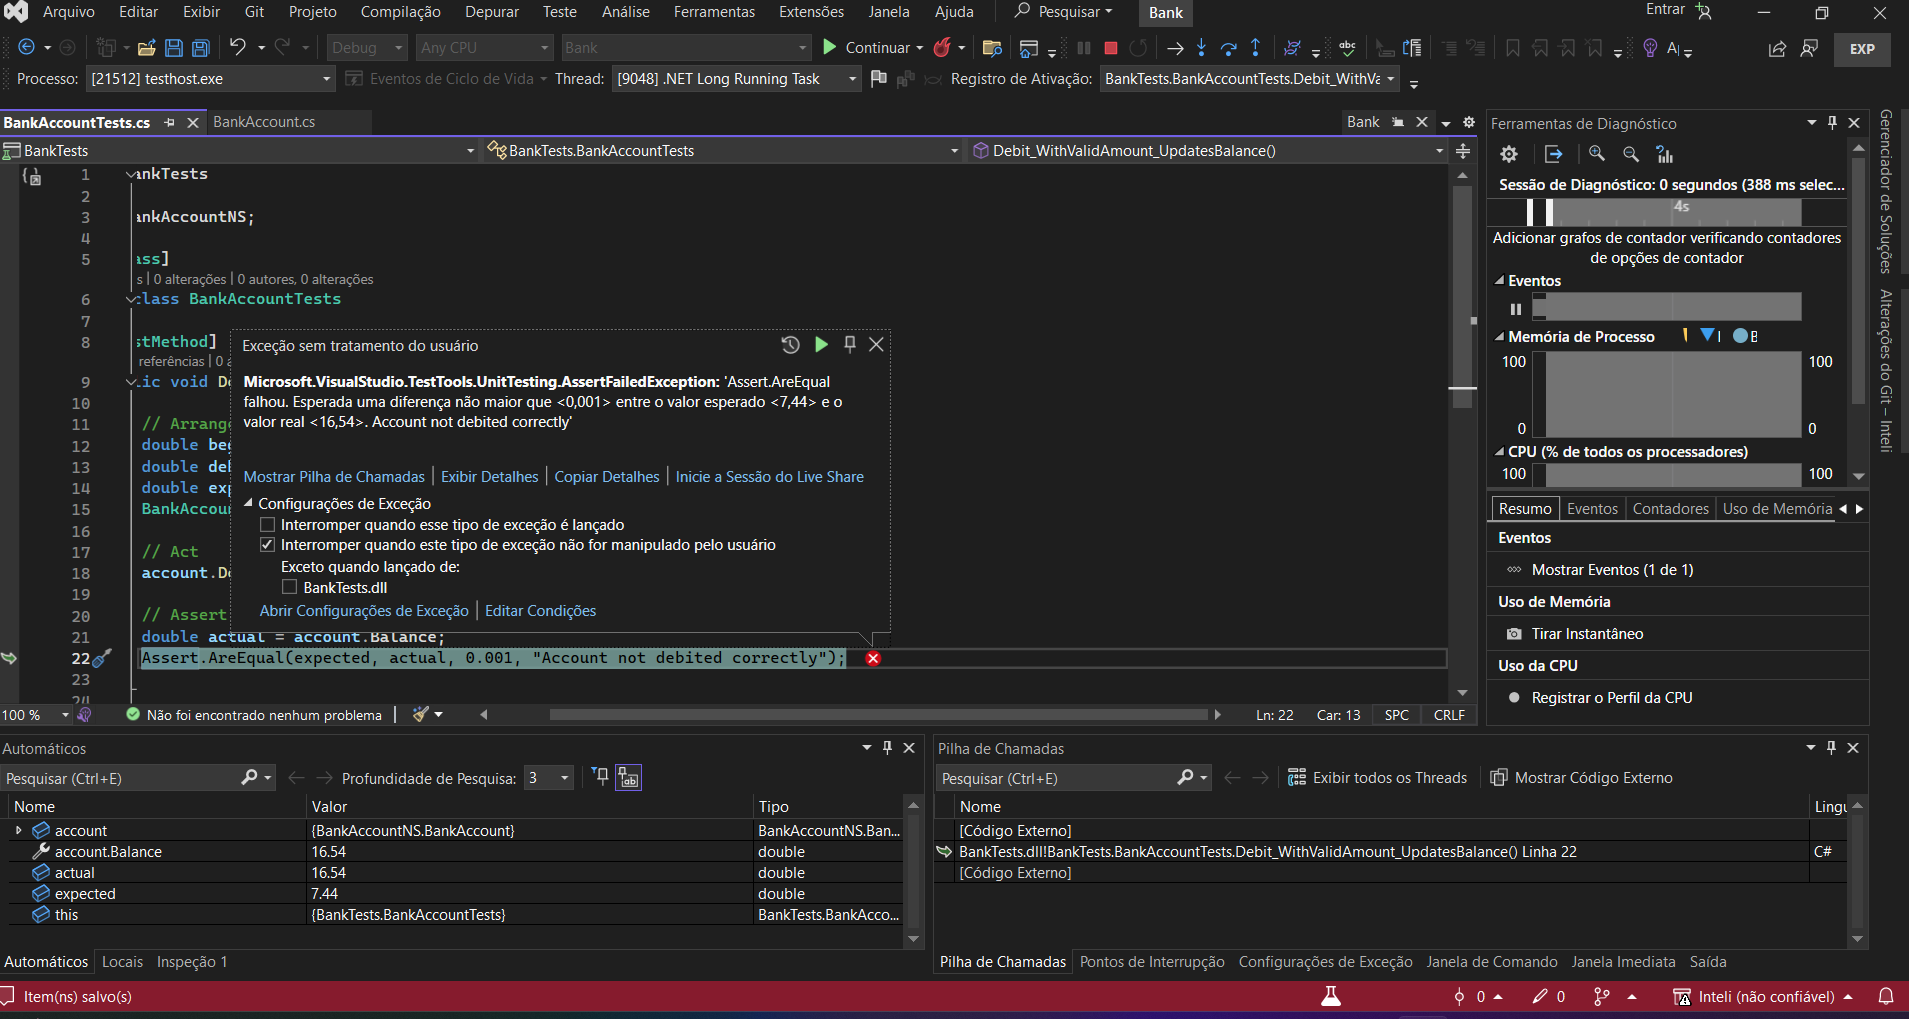 Arquivo Editar Exibir Git Projeto Compilação Depurar Teste Análise Ferramentas Extensões Janela Ajuda Pesquisar Bank Entrar
Debug Any CPU Bank Continuar abc EXP
Processo: [21512] testhost.exe Eventos de Ciclo de Vida Thread: [9048] .NET Long Running Task Registro de Ativação: BankTests.BankAccountTests.Debit_WithVa
BankAccountTests.cs BankAccount.cs Bank
BankTests BankTests.BankAccountTests Debit_WithValidAmount_UpdatesBalance()
1 ankTests
2
3 ankAccountNS;
4
5 ass]
s | 0 alterações | 0 autores, 0 alterações
6 class BankAccountTests
7
8 stMethod]
referências | 0
9 lic void D
10
11 // Arrang
12 double be
13 double de
14 double exp
15 BankAccou
16
17 // Act
18 account.D
19
20 // Assert
21 double actual = account.Balance;
22 Assert.AreEqual(expected, actual, 0.001, "Account not debited correctly");
23
24
Exceção sem tratamento do usuário
Microsoft.VisualStudio.TestTools.UnitTesting.AssertFailedException: 'Assert.AreEqual
falhou. Esperada uma diferença não maior que <0,001> entre o valor esperado <7,44> e o
valor real <16,54>. Account not debited correctly'
Mostrar Pilha de Chamadas | Exibir Detalhes | Copiar Detalhes | Inicie a Sessão do Live Share
Configurações de Exceção
Interromper quando esse tipo de exceção é lançado
Interromper quando este tipo de exceção não for manipulado pelo usuário
Exceto quando lançado de:
BankTests.dll
Abrir Configurações de Exceção | Editar Condições
100 % Não foi encontrado nenhum problema Ln: 22 Car: 13 SPC CRLF
Ferramentas de Diagnóstico
Sessão de Diagnóstico: 0 segundos (388 ms selec...
4s
Adicionar grafos de contador verificando contadores
de opções de contador
Eventos
Memória de Processo I B
100 100
0 0
CPU (% de todos os processadores)
100 100
Resumo Eventos Contadores Uso de Memória
Eventos
Mostrar Eventos (1 de 1)
Uso de Memória
Tirar Instantâneo
Uso da CPU
Registrar o Perfil da CPU
Gerenciador de Soluções
Alterações do Git – Inteli
Automáticos
Pesquisar (Ctrl+E) Profundidade de Pesquisa: 3
Nome Valor Tipo
account {BankAccountNS.BankAccount} BankAccountNS.Ban...
account.Balance 16.54 double
actual 16.54 double
expected 7.44 double
this {BankTests.BankAccountTests} BankTests.BankAcco...
Automáticos Locais Inspeção 1
Pilha de Chamadas
Pesquisar (Ctrl+E) Exibir todos os Threads Mostrar Código Externo
Nome Lingu
[Código Externo]
BankTests.dll!BankTests.BankAccountTests.Debit_WithValidAmount_UpdatesBalance() Linha 22 C#
[Código Externo]
Pilha de Chamadas Pontos de Interrupção Configurações de Exceção Janela de Comando Janela Imediata Saída
Item(ns) salvo(s) 0 0 Inteli (não confiável)